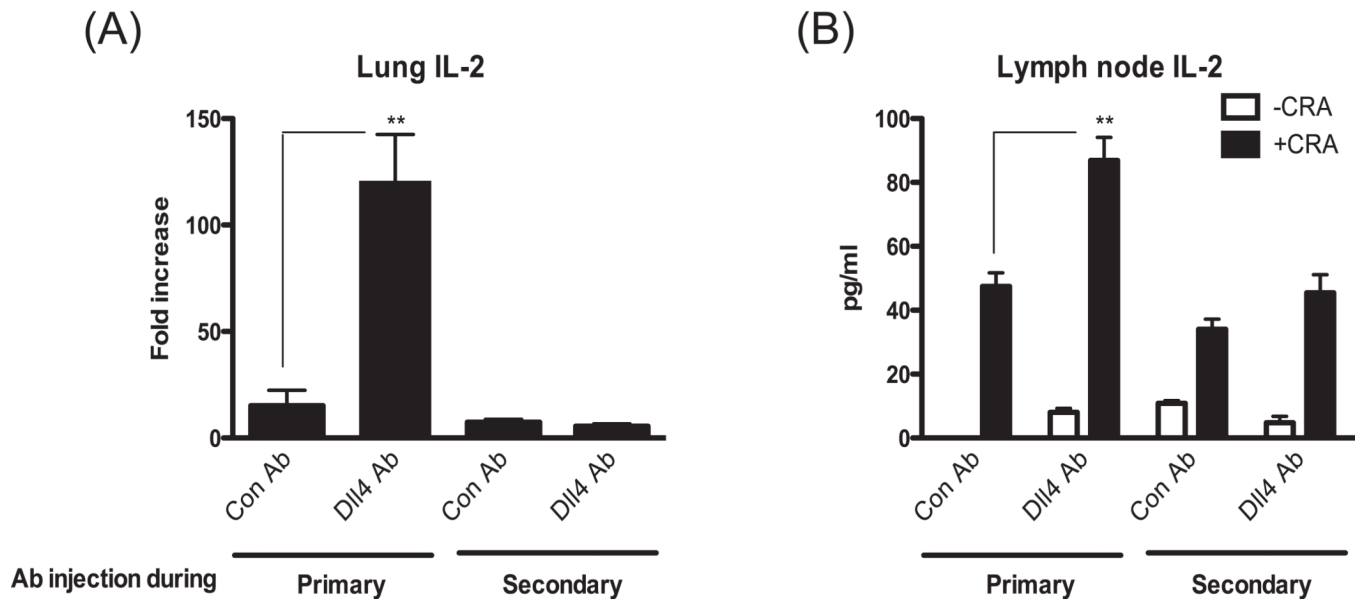 (A)
Lung IL-2
Fold increase
150
100
50
0
**
Con Ab
Dll4 Ab
Con Ab
Dll4 Ab
Ab injection during
Primary
Secondary
(B)
Lymph node IL-2
-CRA
+CRA
pg/ml
100
80
60
40
20
0
**
Con Ab
Dll4 Ab
Con Ab
Dll4 Ab
Primary
Secondary